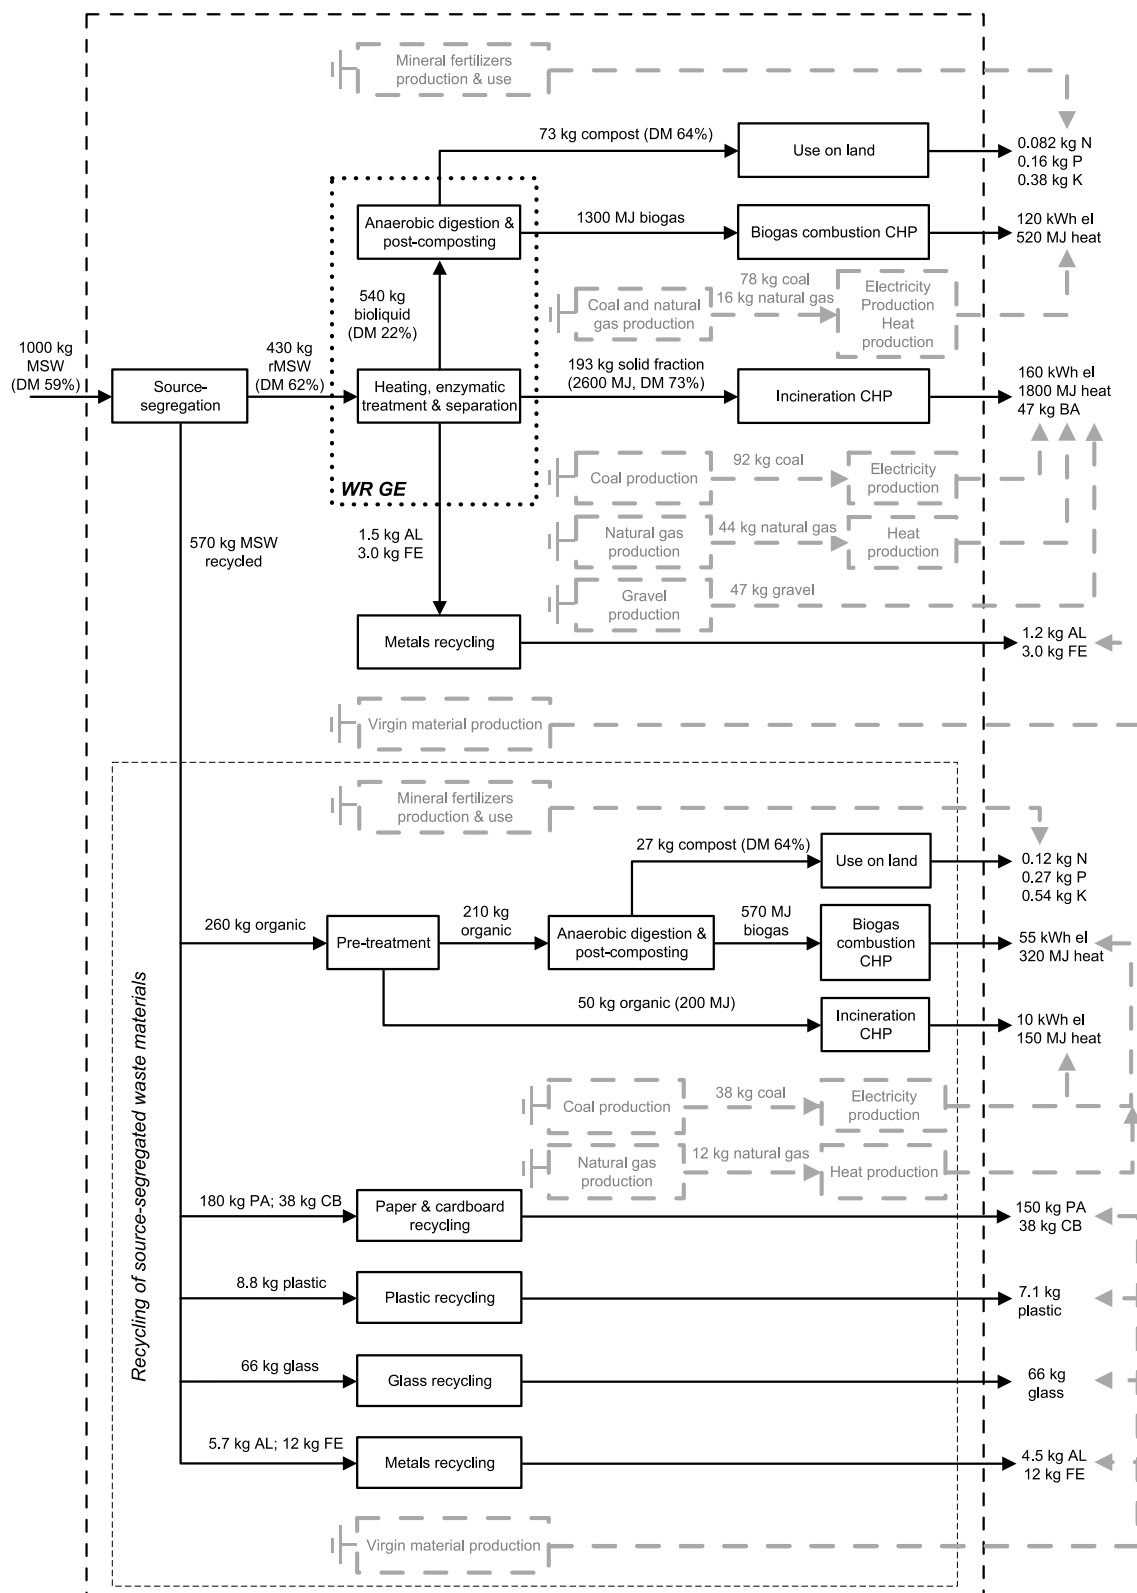 Mineral fertilizers
production & use
73 kg compost (DM 64%)
Use on land
0.082 kg N
0.16 kg P
0.38 kg K
Anaerobic digestion &
post-composting
1300 MJ biogas
Biogas combustion CHP
120 kWh el
520 MJ heat
540 kg
bioliquid
(DM 22%)
Coal and natural
gas production
78 kg coal
16 kg natural gas
Electricity
Production
Heat
production
1000 kg
MSW
(DM 59%)
Source-
segregation
430 kg
rMSW
(DM 62%)
Heating, enzymatic
treatment & separation
193 kg solid fraction
(2600 MJ, DM 73%)
Incineration CHP
160 kWh el
1800 MJ heat
47 kg BA
WR GE
Coal production
92 kg coal
Electricity
production
570 kg MSW
recycled
1.5 kg AL
3.0 kg FE
Natural gas
production
44 kg natural gas
Heat
production
Gravel
production
47 kg gravel
Metals recycling
1.2 kg AL
3.0 kg FE
Virgin material production
Recycling of source-segregated waste materials
Mineral fertilizers
production & use
27 kg compost (DM 64%)
Use on land
0.12 kg N
0.27 kg P
0.54 kg K
260 kg organic
Pre-treatment
210 kg
organic
Anaerobic digestion &
post-composting
570 MJ
biogas
Biogas
combustion
CHP
55 kWh el
320 MJ heat
50 kg organic (200 MJ)
Incineration
CHP
10 kWh el
150 MJ heat
Coal production
38 kg coal
Electricity
production
Natural gas
production
12 kg natural gas
Heat production
180 kg PA; 38 kg CB
Paper & cardboard
recycling
150 kg PA
38 kg CB
8.8 kg plastic
Plastic recycling
7.1 kg
plastic
66 kg glass
Glass recycling
66 kg
glass
5.7 kg AL; 12 kg FE
Metals recycling
4.5 kg AL
12 kg FE
Virgin material production